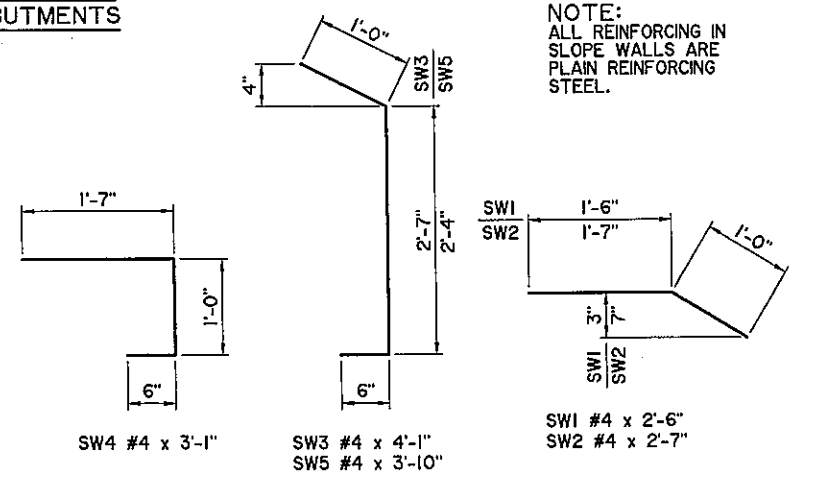 BUTMENTS
NOTE:
ALL REINFORCING IN
SLOPE WALLS ARE
PLAIN REINFORCING
STEEL.
1'-0"
4"
SW3
SW5
2'-7"
2'-4"
6"
SW3 #4 x 4'-1"
SW5 #4 x 3'-10"
1'-7"
1'-0"
6"
SW4 #4 x 3'-1"
SW1
SW2
1'-6"
1'-7"
1'-0"
3"
7"
SW1
SW2
SW1 #4 x 2'-6"
SW2 #4 x 2'-7"